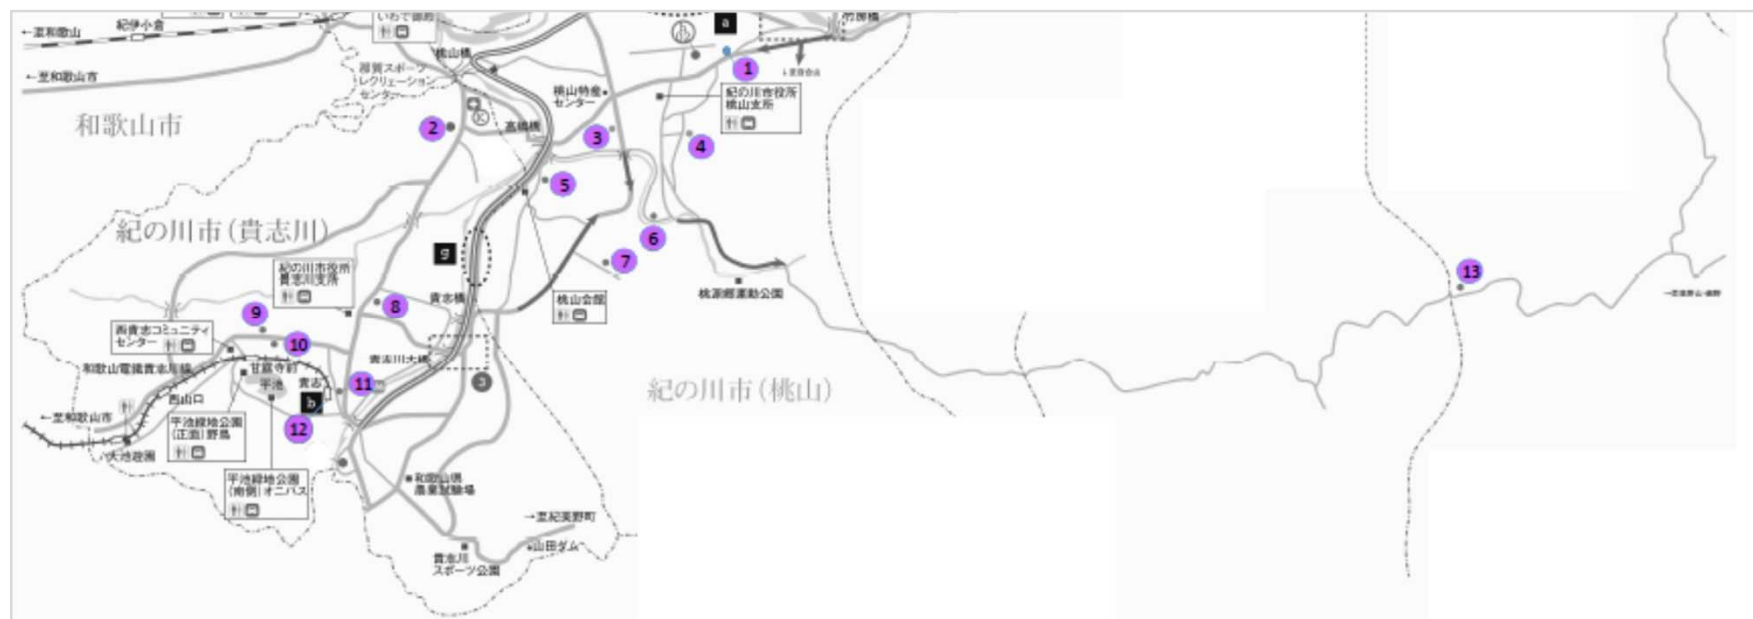 いわで御殿
竹房橋
←至和歌山
紀伊小倉
a
桃山橋
1
←至和歌山市
那賀スポーツ
レクリェーション
センター
桃山特産
センター
紀の川市役所
桃山支所
和歌山市
2
高嶋橋
3
4
5
紀の川市(貴志川)
6
g
7
紀の川市役所
貴志川支所
13
桃源郷運動公園
貴志橋
桃山会館
8
9
西貴志コミュニティ
センター
10
貴志川大橋
和歌山電鐵貴志川線
甘露寺前
平池
貴志
11
3
紀の川市(桃山)
西山口
b
←至和歌山市
12
平池緑地公園
(正面)野鳥
大池遊園
平池緑地公園
(南側)オニバス
和歌山県
農業試験場
→至紀美野町
山田ダム
貴志川
スポーツ公園